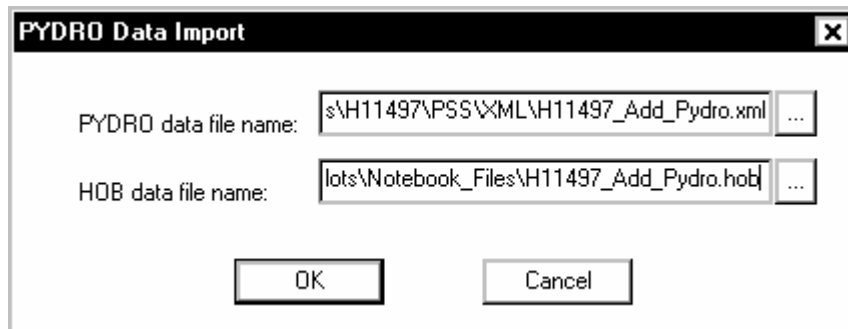 PYDRO Data Import
PYDRO data file name: s\H11497\PSS\XML\H11497_Add_Pydro.xml ...
HOB data file name: lots\Notebook_Files\H11497_Add_Pydro.hob ...
OK Cancel